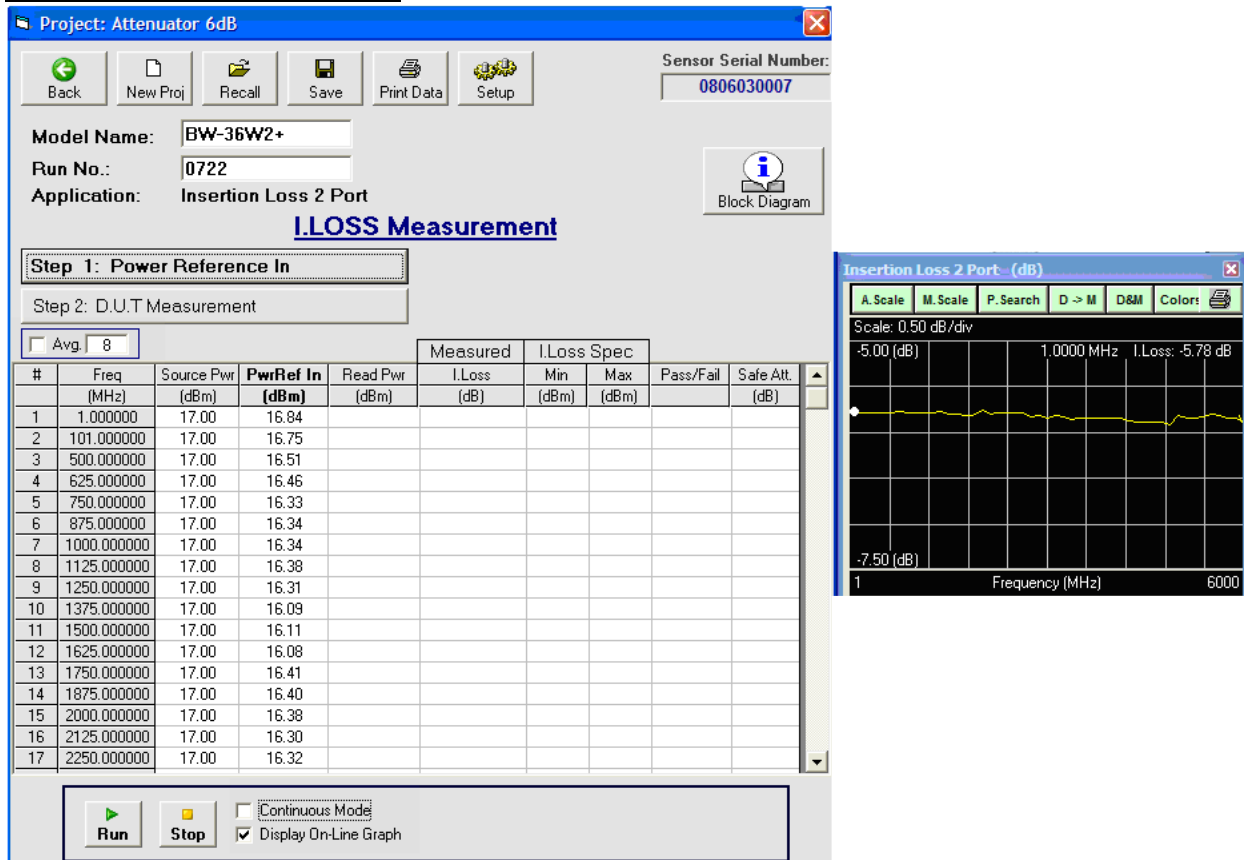 Project: Attenuator 6dB
Back New Proj Recall Save Print Data Setup
Sensor Serial Number:
0806030007
Model Name: BW-36W2+
Run No.: 0722
Application: Insertion Loss 2 Port
Block Diagram
I.LOSS Measurement
Step 1: Power Reference In
Step 2: D.U.T Measurement
Avg. 8
Measured I.Loss Spec
# Freq Source Pwr PwrRef In Read Pwr I.Loss Min Max Pass/Fail Safe Att.
(MHz) (dBm) (dBm) (dBm) (dB) (dBm) (dBm) (dB)
1 1.000000 17.00 16.84
2 101.000000 17.00 16.75
3 500.000000 17.00 16.51
4 625.000000 17.00 16.46
5 750.000000 17.00 16.33
6 875.000000 17.00 16.34
7 1000.000000 17.00 16.34
8 1125.000000 17.00 16.38
9 1250.000000 17.00 16.31
10 1375.000000 17.00 16.09
11 1500.000000 17.00 16.11
12 1625.000000 17.00 16.08
13 1750.000000 17.00 16.41
14 1875.000000 17.00 16.40
15 2000.000000 17.00 16.38
16 2125.000000 17.00 16.30
17 2250.000000 17.00 16.32
Run Stop
Continuous Mode
Display On-Line Graph
Insertion Loss 2 Port (dB)
A.Scale M.Scale P.Search D -> M D&M Colors
Scale: 0.50 dB/div
-5.00 (dB) 1.0000 MHz I.Loss: -5.78 dB
-7.50 (dB)
1 Frequency (MHz) 6000